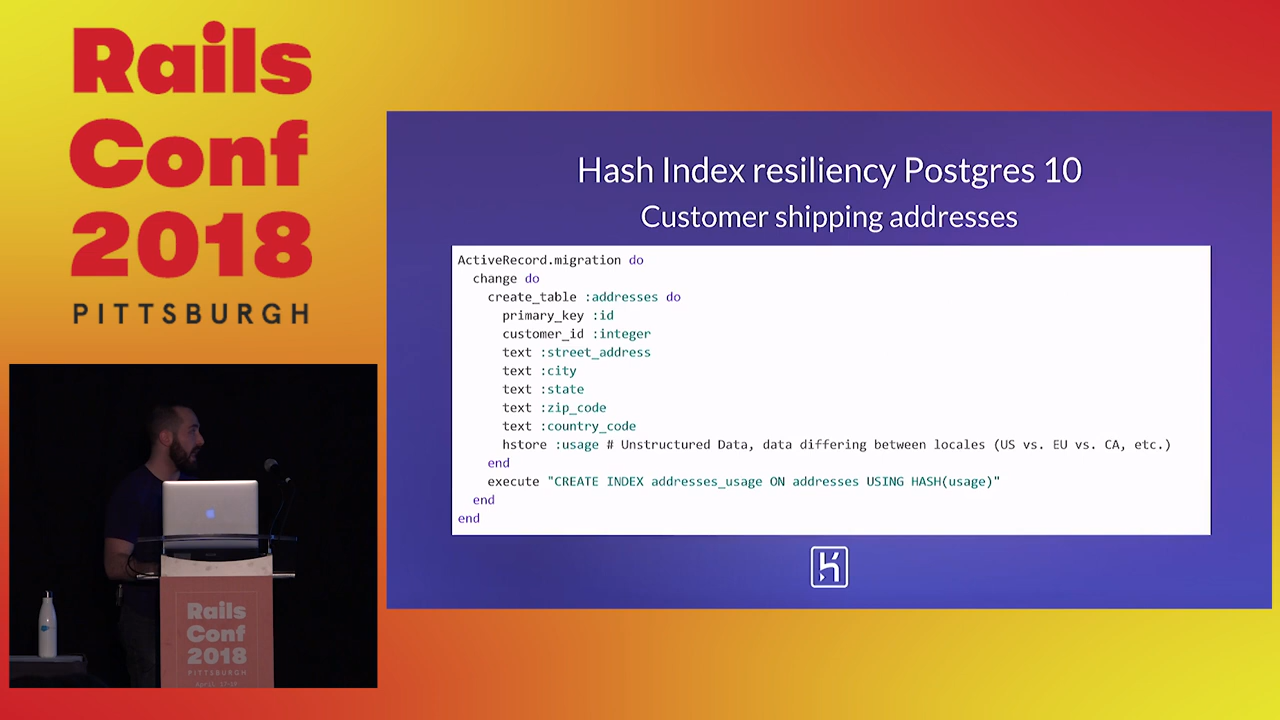 Rails
Conf
2018
PITTSBURGH
Hash Index resiliency Postgres 10
Customer shipping addresses
ActiveRecord.migration do
change do
create_table :addresses do
primary_key :id
customer_id :integer
text :street_address
text :city
text :state
text :zip_code
text :country_code
hstore :usage # Unstructured Data, data differing between locales (US vs. EU vs. CA, etc.)
end
execute "CREATE INDEX addresses_usage ON addresses USING HASH(usage)"
end
end
Rails
Conf
2018
PITTSBURGH
April 17-19